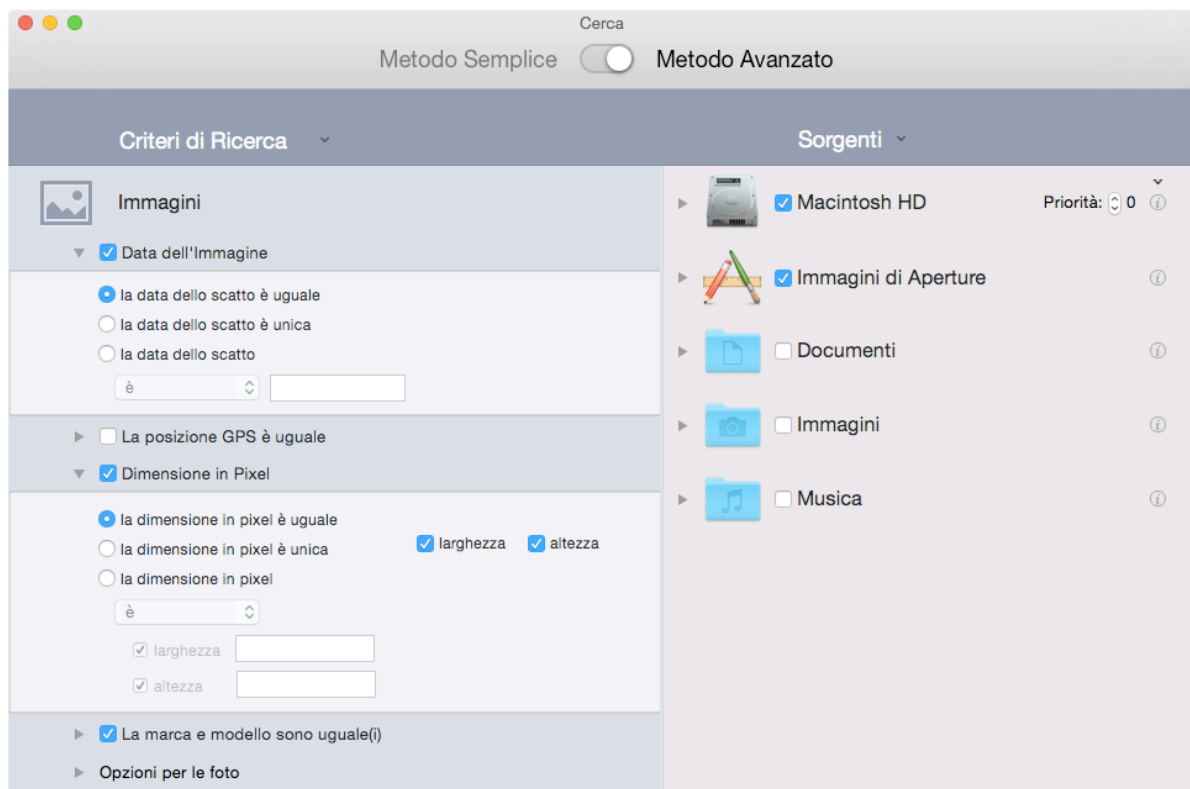 Cerca
Metodo Semplice Metodo Avanzato
Criteri di Ricerca
Immagini
Data dell'Immagine
la data dello scatto è uguale
la data dello scatto è unica
la data dello scatto
è
La posizione GPS è uguale
Dimensione in Pixel
la dimensione in pixel è uguale
la dimensione in pixel è unica
larghezza altezza
la dimensione in pixel
è
larghezza
altezza
La marca e modello sono uguale(i)
Opzioni per le foto
Sorgenti
Macintosh HD Priorità: 0
Immagini di Aperture
Documenti
Immagini
Musica